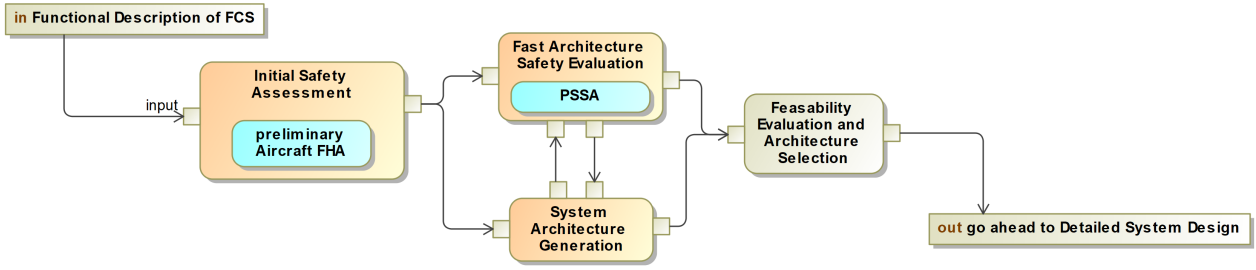 in Functional Description of FCS
input
Initial Safety
Assessment
preliminary
Aircraft FHA
Fast Architecture
Safety Evaluation
PSSA
System
Architecture
Generation
Feasability
Evaluation and
Architecture
Selection
out go ahead to Detailed System Design